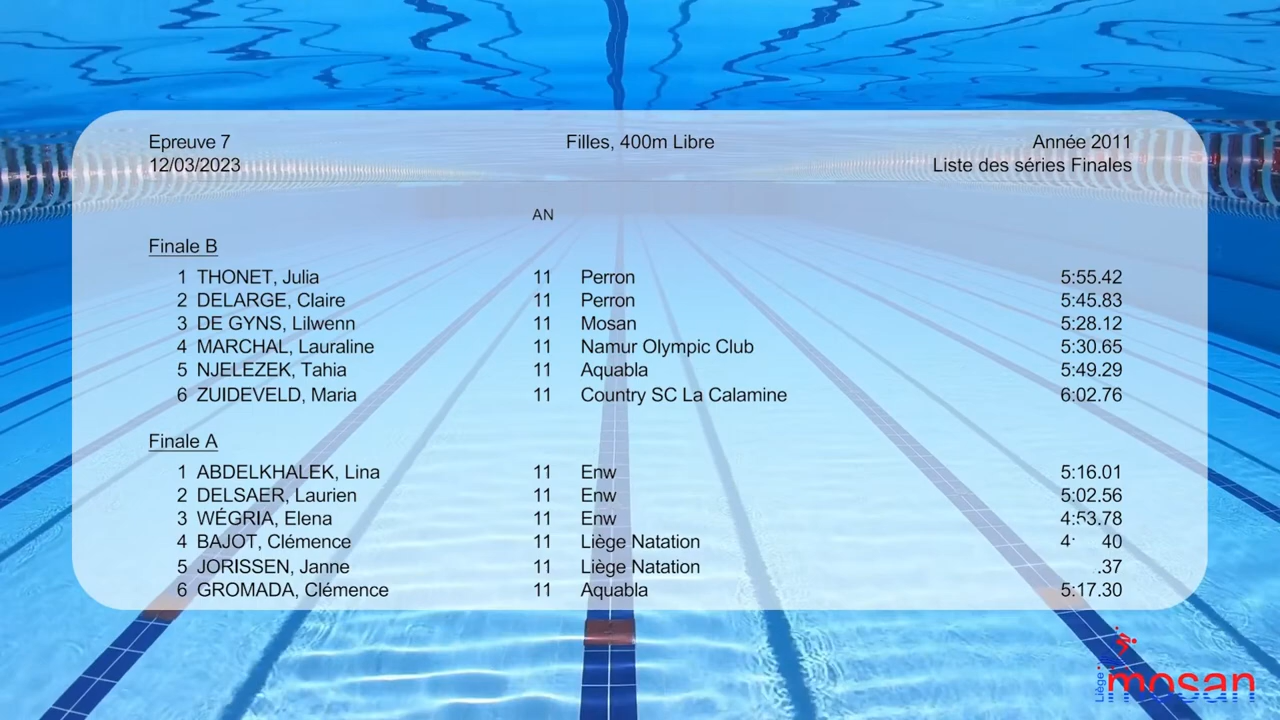 Epreuve 7 Filles, 400m Libre Année 2011
12/03/2023 Liste des séries Finales
AN
Finale B
1 THONET, Julia 11 Perron 5:55.42
2 DELARGE, Claire 11 Perron 5:45.83
3 DE GYNS, Lilwenn 11 Mosan 5:28.12
4 MARCHAL, Lauraline 11 Namur Olympic Club 5:30.65
5 NJELEZEK, Tahia 11 Aquabla 5:49.29
6 ZUIDEVELD, Maria 11 Country SC La Calamine 6:02.76
Finale A
1 ABDELKHALEK, Lina 11 Enw 5:16.01
2 DELSAER, Laurien 11 Enw 5:02.56
3 WÉGRIA, Elena 11 Enw 4:53.78
4 BAJOT, Clémence 11 Liège Natation
5 JORISSEN, Janne 11 Liège Natation
6 GROMADA, Clémence 11 Aquabla 5:17.30
Liège mosan